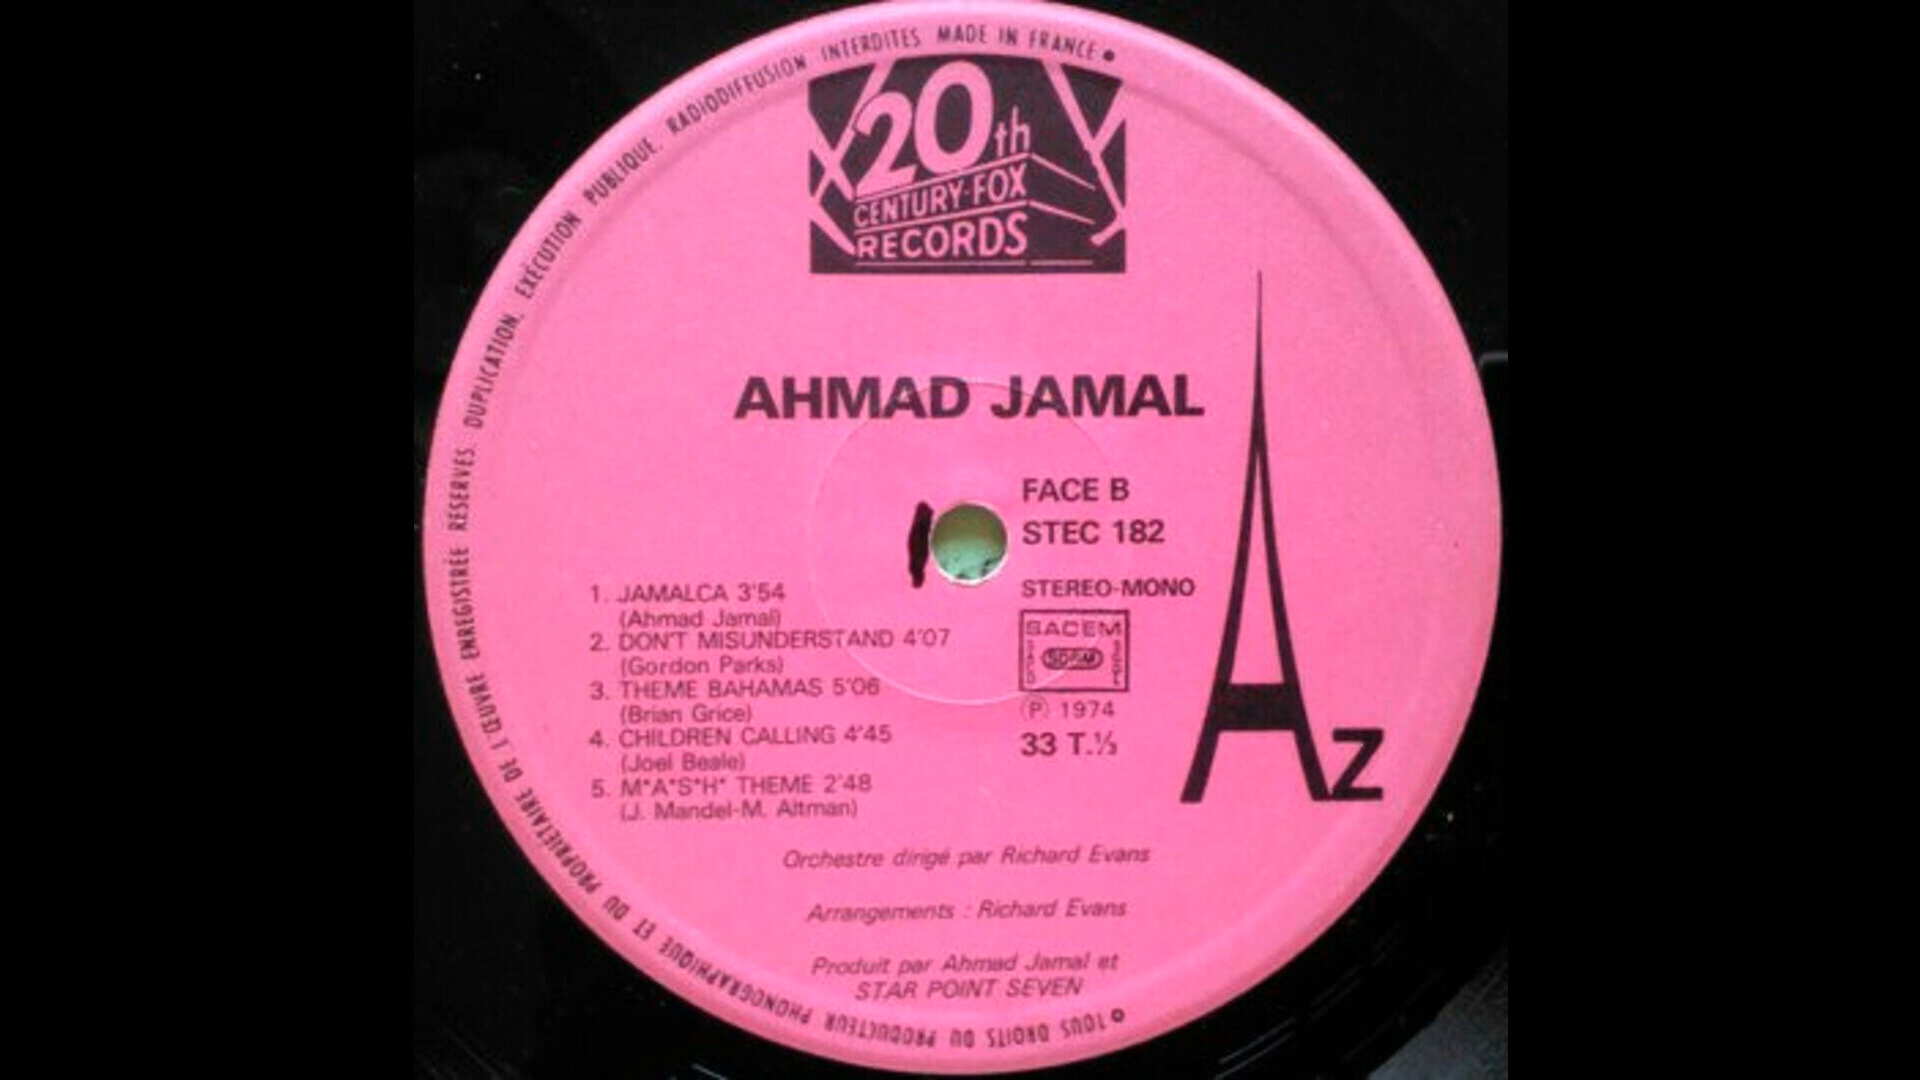 TOUS DROITS DU PRODUCTEUR PHONOGRAPHIQUE ET DU PROPRIETAIRE DE L'ŒUVRE ENREGISTRÉE RESERVES. DUPLICATION, EXÉCUTION PUBLIQUE, RADIODIFFUSION INTERDITES MADE IN FRANCE
20th
CENTURY-FOX
RECORDS
AHMAD JAMAL
FACE B
STEC 182
STEREO-MONO
SACEM
SDRM
Ⓟ 1974
33 T.⅓
AZ
1. JAMALCA 3'54
(Ahmad Jamal)
2. DON'T MISUNDERSTAND 4'07
(Gordon Parks)
3. THEME BAHAMAS 5'06
(Brian Grice)
4. CHILDREN CALLING 4'45
(Joel Beale)
5. M*A*S*H* THEME 2'48
(J. Mandel-M. Altman)
Orchestre dirigé par Richard Evans
Arrangements : Richard Evans
Produit par Ahmad Jamal et
STAR POINT SEVEN